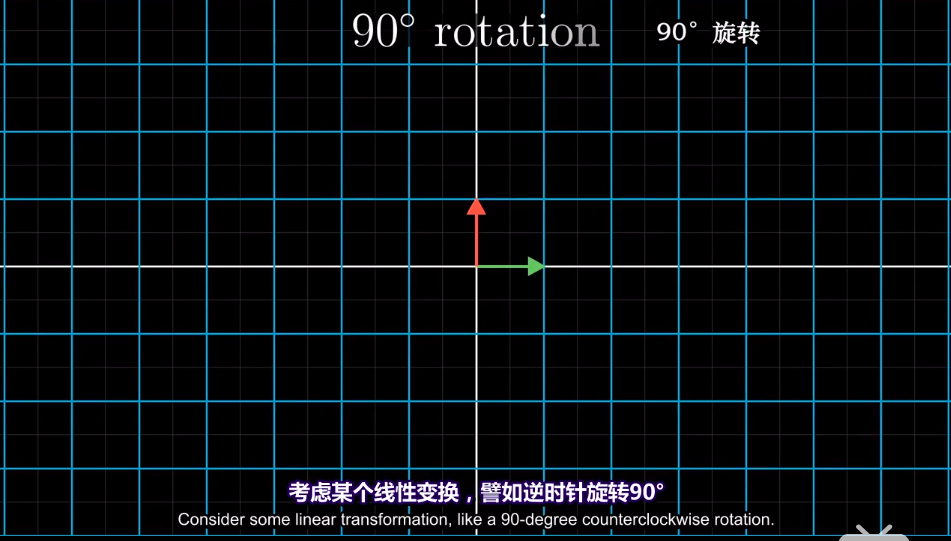 90° rotation 90° 旋转
考虑某个线性变换，譬如逆时针旋转90°
Consider some linear transformation, like a 90-degree counterclockwise rotation.